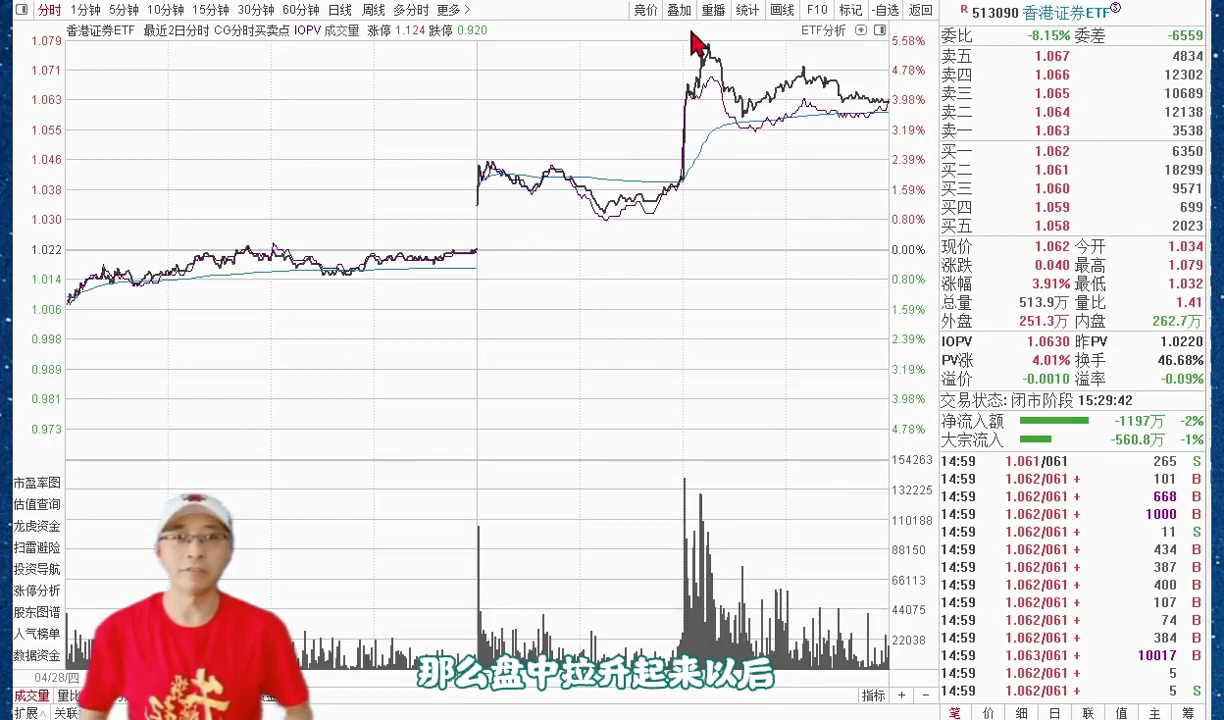 分时 1分钟 5分钟 10分钟 15分钟 30分钟 60分钟 日线 周线 多分时 更多>
竞价 叠加 重播 统计 画线 F10 标记 -自选 返回
香港证券ETF 最近2日分时 CG分时买卖点 IOPV 成交量 涨停 1.124 跌停 0.920
ETF分析
1.079 5.58%
1.071 4.78%
1.063 3.98%
1.055 3.19%
1.046 2.39%
1.038 1.59%
1.030 0.80%
1.022 0.00%
1.014 0.80%
1.006 1.59%
0.998 2.39%
0.989 3.19%
0.981 3.98%
0.973 4.78%
154263
132225
110188
88150
66113
44075
22038
市盈率图
估值查询
龙虎资金
扫雷避险
投资导航
涨停分析
股东图谱
人气榜单
数据资金
04/28/四
成交量 量比
指标 + -
扩展∧ 关联
那么盘中拉升起来以后
R 513090 香港证券ETF
委比 -8.15% 委差 -6559
卖五 1.067 4834
卖四 1.066 12302
卖三 1.065 10689
卖二 1.064 12138
卖一 1.063 3538
买一 1.062 6350
买二 1.061 18299
买三 1.060 9571
买四 1.059 699
买五 1.058 2023
现价 1.062 今开 1.034
涨跌 0.040 最高 1.079
涨幅 3.91% 最低 1.032
总量 513.9万 量比 1.41
外盘 251.3万 内盘 262.7万
IOPV 1.0630 昨PV 1.0220
PV涨 4.01% 换手 46.68%
溢价 -0.0010 溢率 -0.09%
交易状态: 闭市阶段 15:29:42
净流入额 -1197万 -2%
大宗流入 -560.8万 -1%
14:59 1.061/061 265 S
14:59 1.062/061 + 101 B
14:59 1.062/061 + 668 B
14:59 1.062/061 + 1000 B
14:59 1.062/061 + 11 S
14:59 1.062/061 + 434 B
14:59 1.062/061 + 387 B
14:59 1.062/061 + 400 B
14:59 1.062/061 + 107 B
14:59 1.062/061 + 74 B
14:59 1.062/061 + 384 B
14:59 1.063/061 + 10017 B
14:59 1.062/061 + 5
14:59 1.062/061 + 5 S
笔 价 细 日 联 值 主 筹